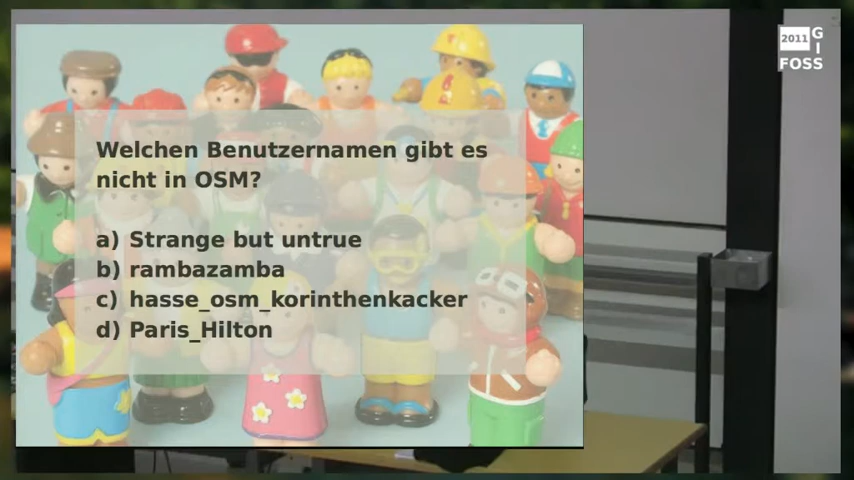 2011 G
I
FOSS
Welchen Benutzernamen gibt es
nicht in OSM?
a) Strange but untrue
b) rambazamba
c) hasse_osm_korinthenkacker
d) Paris_Hilton